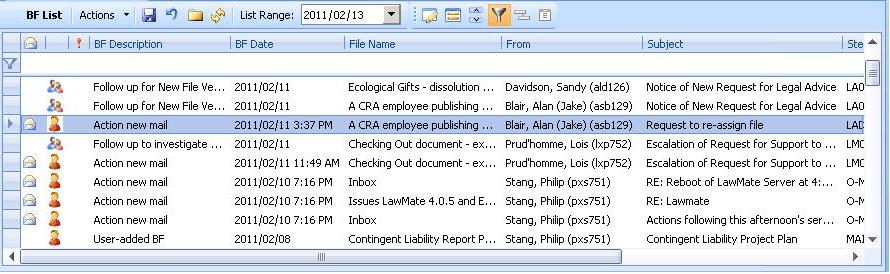 BF List Actions List Range: 2011/02/13
! BF Description BF Date File Name From Subject Ste
Follow up for New File Ve... 2011/02/11 Ecological Gifts - dissolution ... Davidson, Sandy (ald126) Notice of New Request for Legal Advice LA0
Follow up for New File Ve... 2011/02/11 A CRA employee publishing ... Blair, Alan (Jake) (asb129) Notice of New Request for Legal Advice LA0
Action new mail 2011/02/11 3:37 PM A CRA employee publishing ... Blair, Alan (Jake) (asb129) Request to re-assign file LAD
Follow up to investigate ... 2011/02/11 Checking Out document - ex... Prud'homme, Lois (lxp752) Escalation of Request for Support to ... LM0
Action new mail 2011/02/11 11:49 AM Checking Out document - ex... Prud'homme, Lois (lxp752) Escalation of Request for Support to ... LM0
Action new mail 2011/02/10 7:16 PM Inbox Stang, Philip (pxs751) RE: Reboot of LawMate Server at 4:... O-M
Action new mail 2011/02/10 7:16 PM Issues LawMate 4.0.5 and E... Stang, Philip (pxs751) RE: Lawmate O-M
Action new mail 2011/02/10 7:16 PM Inbox Stang, Philip (pxs751) Actions following this afternoon's ser... O-M
User-added BF 2011/02/08 Contingent Liability Report P... Stang, Philip (pxs751) Contingent Liability Project Plan MAI